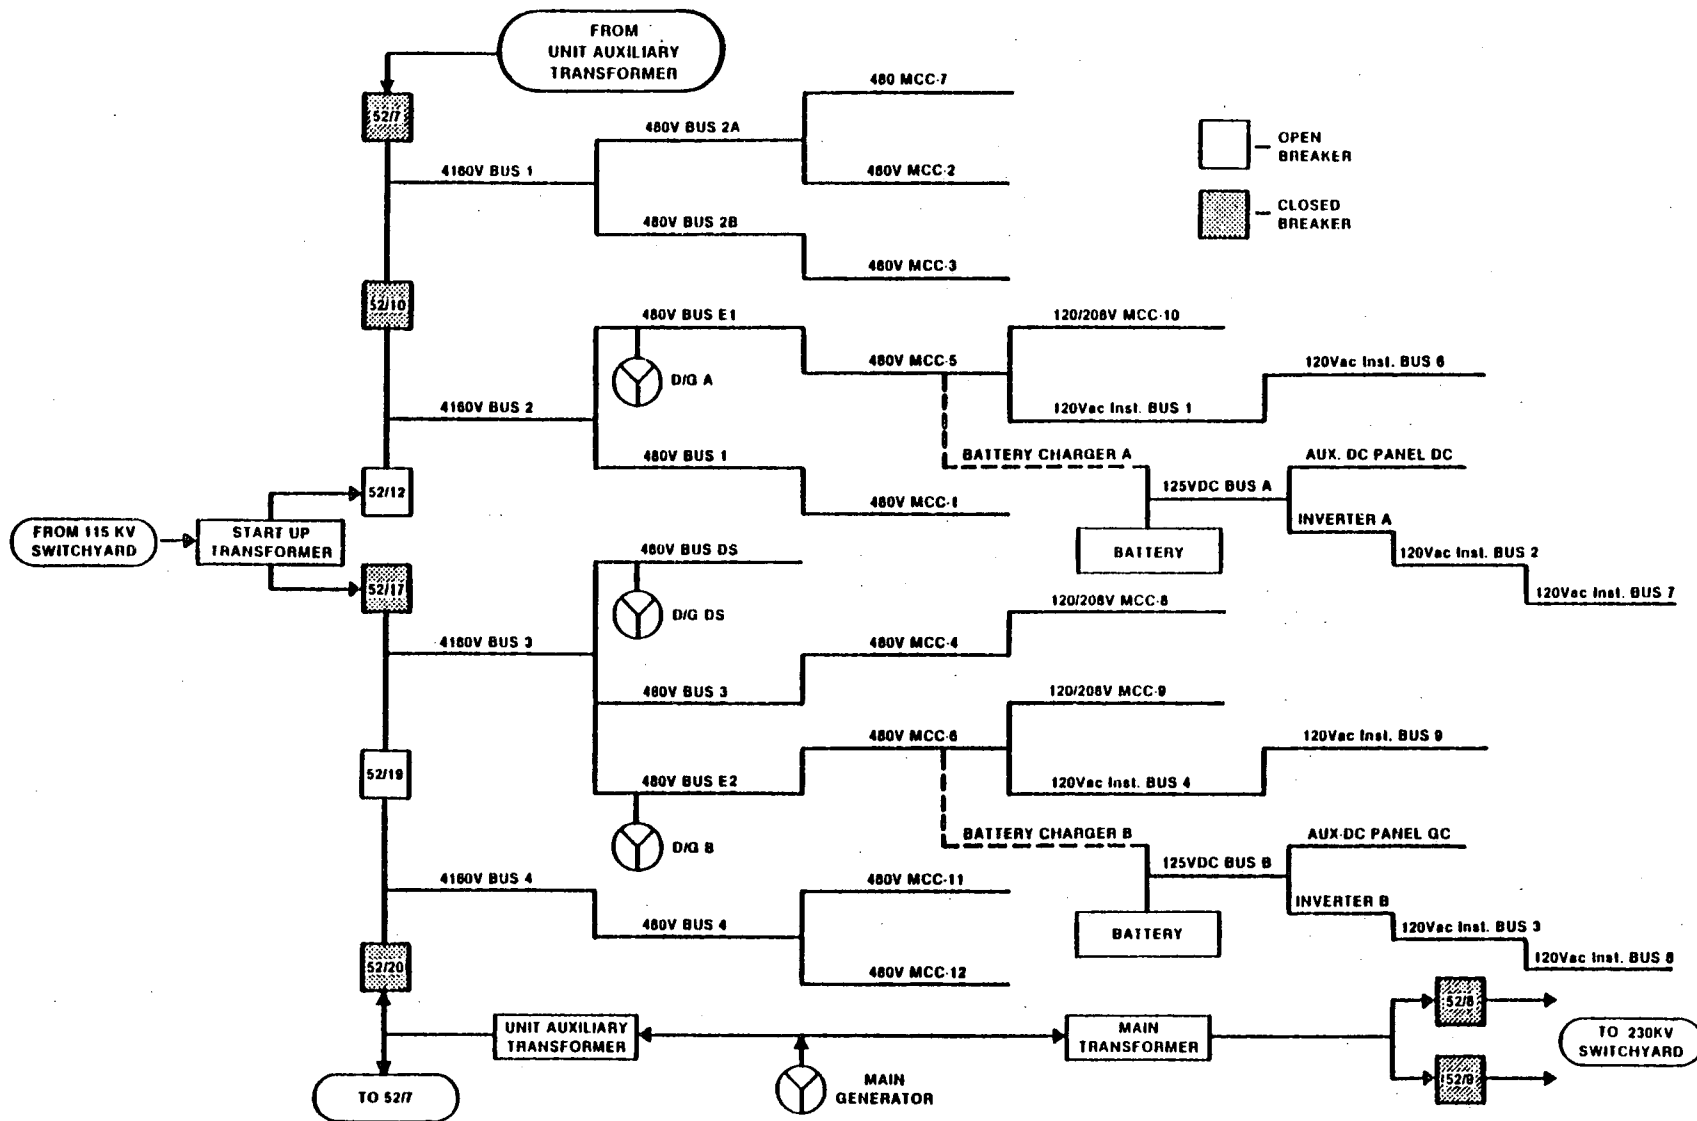 FROM
UNIT AUXILIARY
TRANSFORMER
52/7
480 MCC-7
480V BUS 2A
4160V BUS 1
480V MCC-2
480V BUS 2B
480V MCC-3
OPEN
BREAKER
CLOSED
BREAKER
52/10
480V BUS E1
120/208V MCC-10
D/G A
480V MCC-5
120Vac Inst. BUS 6
4160V BUS 2
120Vac Inst. BUS 1
480V BUS 1
BATTERY CHARGER A
AUX. DC PANEL DC
52/12
480V MCC-1
125VDC BUS A
INVERTER A
FROM 115 KV
SWITCHYARD
START UP
TRANSFORMER
BATTERY
120Vac Inst. BUS 2
480V BUS DS
52/17
120Vac Inst. BUS 7
D/G DS
120/208V MCC-8
4160V BUS 3
480V MCC-4
480V BUS 3
120/208V MCC-9
52/19
480V MCC-6
120Vac Inst. BUS 9
480V BUS E2
120Vac Inst. BUS 4
D/G B
BATTERY CHARGER B
AUX-DC PANEL GC
125VDC BUS B
4160V BUS 4
480V MCC-11
INVERTER B
480V BUS 4
BATTERY
120Vac Inst. BUS 3
52/20
480V MCC-12
120Vac Inst. BUS 8
52/8
UNIT AUXILIARY
TRANSFORMER
MAIN
TRANSFORMER
TO 230KV
SWITCHYARD
52/9
TO 52/7
MAIN
GENERATOR